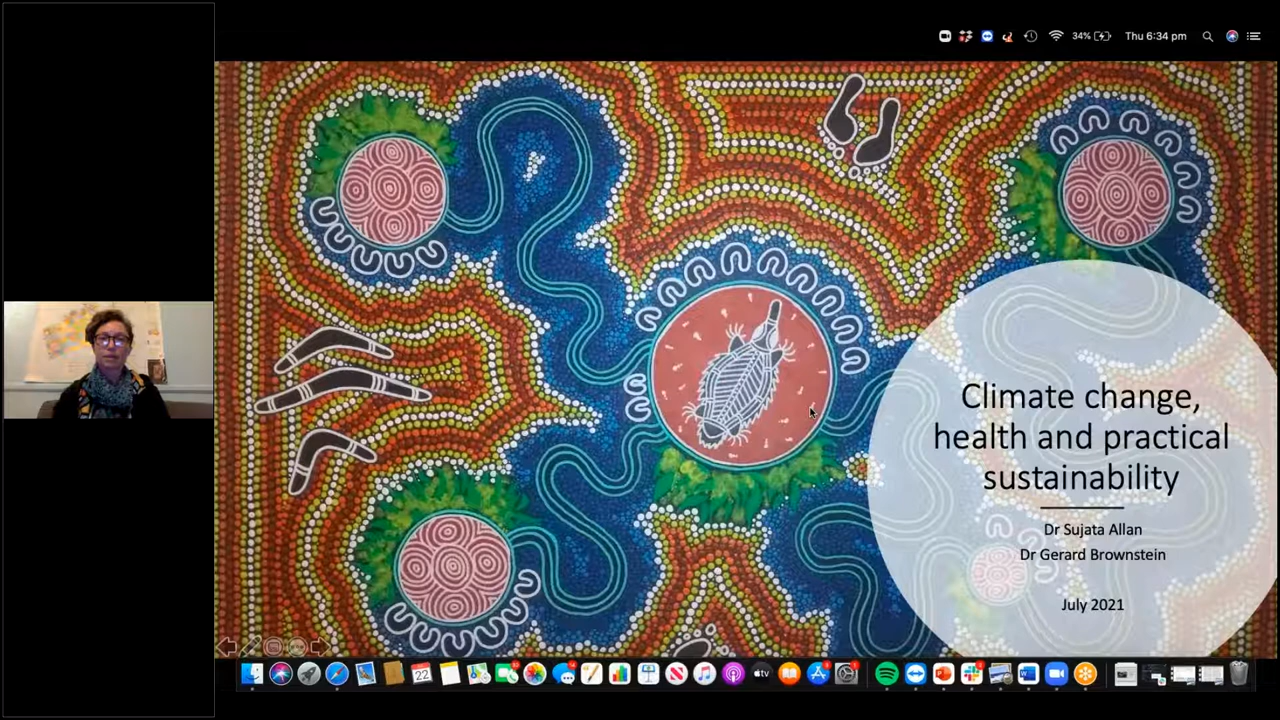 34%
Thu 6:34 pm
Climate change,
health and practical
sustainability
Dr Sujata Allan
Dr Gerard Brownstein
July 2021
22
tv